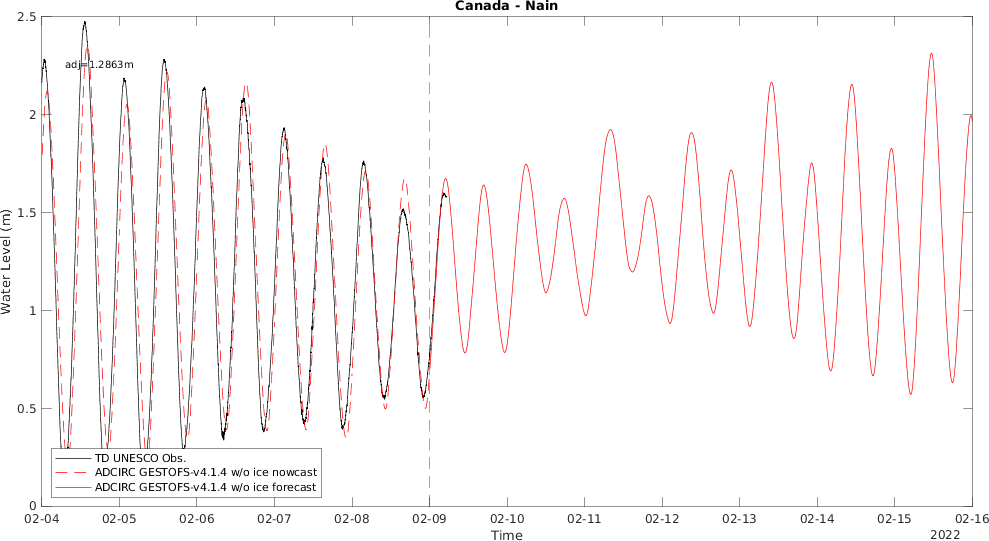 Canada - Nain
adj=1.2863m
Water Level (m)
2.5
2
1.5
1
0.5
0
TD UNESCO Obs.
ADCIRC GESTOFS-v4.1.4 w/o ice nowcast
ADCIRC GESTOFS-v4.1.4 w/o ice forecast
02-04 02-05 02-06 02-07 02-08 02-09 02-10 02-11 02-12 02-13 02-14 02-15 02-16
Time
2022